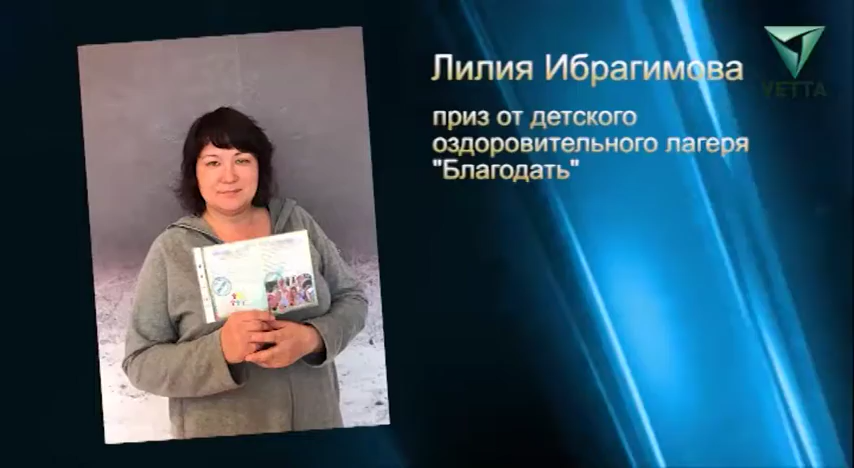 Лилия Ибрагимова
VETTA
приз от детского
оздоровительного лагеря
"Благодать"